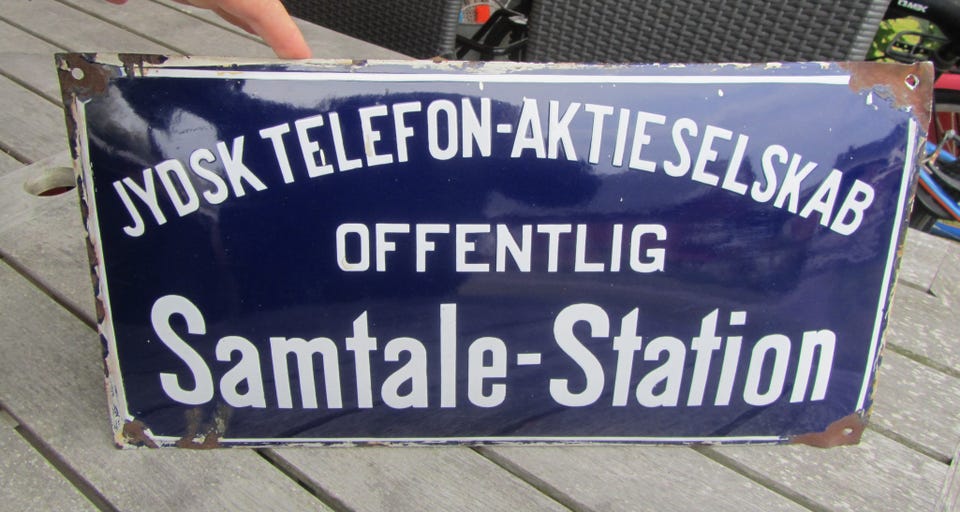 JYDSK TELEFON-AKTIESELSKAB
OFFENTLIG
Samtale-Station